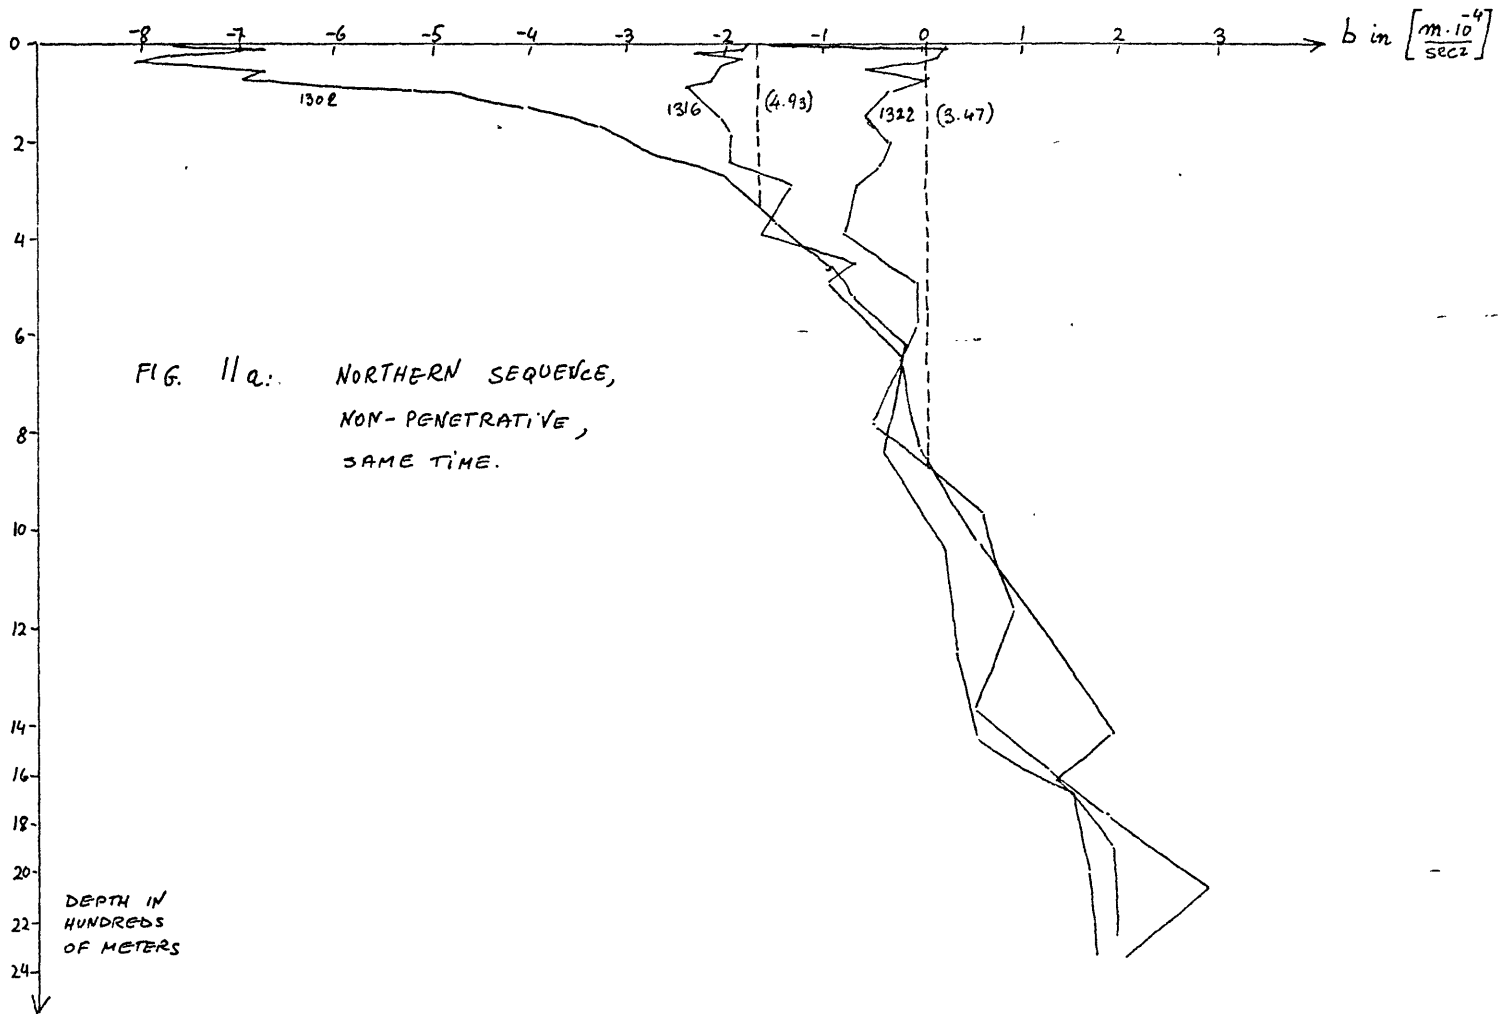 -8 -7 -6 -5 -4 -3 -2 -1 0 1 2 3 b in [m·10⁻⁴/sec2]
0
1302
1316
(4.93)
1322
(3.47)
2
4
6
FIG. 11a: NORTHERN SEQUENCE,
NON-PENETRATIVE,
SAME TIME.
8
10
12
14
16
18
20
DEPTH IN
HUNDREDS
OF METERS
22
24